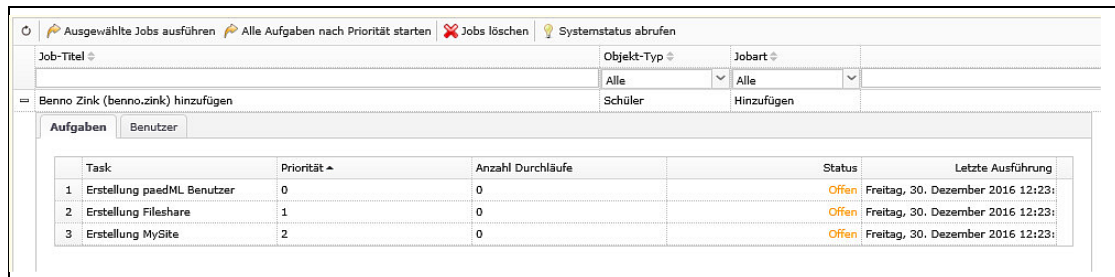 Ausgewählte Jobs ausführen Alle Aufgaben nach Priorität starten Jobs löschen Systemstatus abrufen
Job-Titel Objekt-Typ Jobart
Alle Alle
Benno Zink (benno.zink) hinzufügen Schüler Hinzufügen
Aufgaben Benutzer
Task Priorität Anzahl Durchläufe Status Letzte Ausführung
1 Erstellung paedML Benutzer 0 0 Offen Freitag, 30. Dezember 2016 12:23:
2 Erstellung Fileshare 1 0 Offen Freitag, 30. Dezember 2016 12:23:
3 Erstellung MySite 2 0 Offen Freitag, 30. Dezember 2016 12:23: